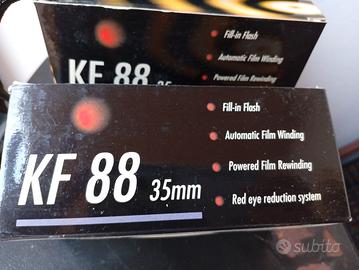 Fill-in Flash
Automatic Film Winding
Powered Film Rewinding
KF 88 35mm
Fill-in Flash
Automatic Film Winding
Powered Film Rewinding
Red eye reduction system
KF 88 35mm
subito